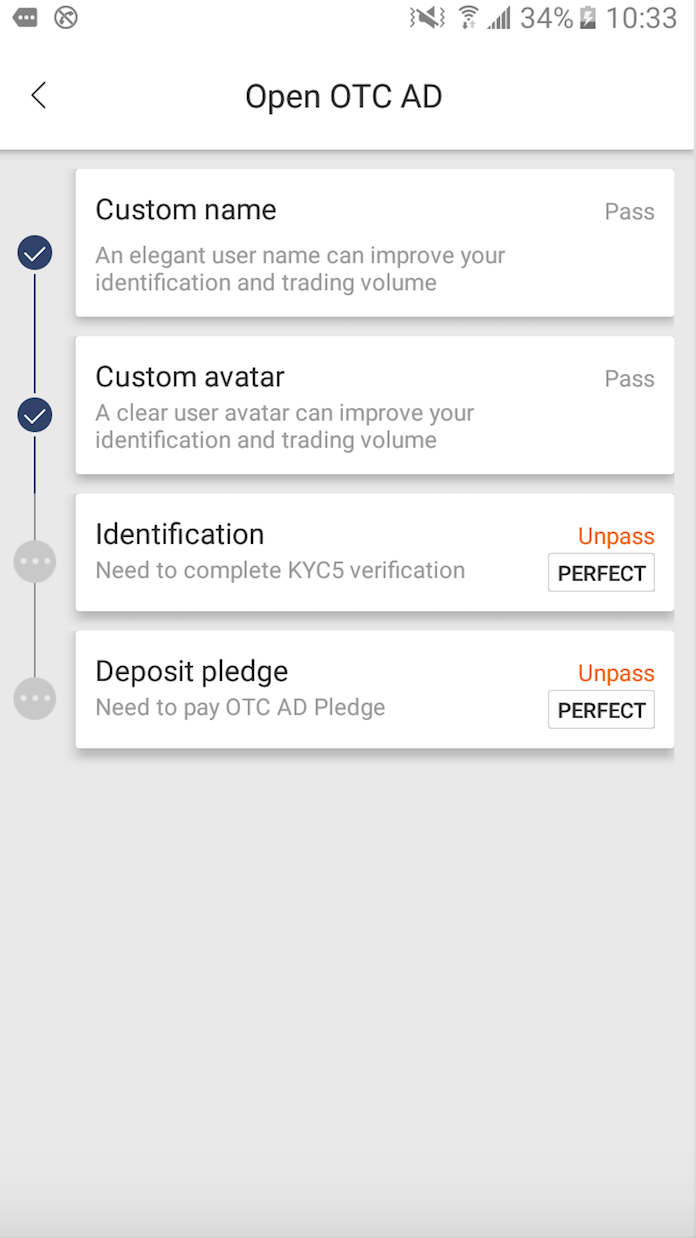 34% 10:33
Open OTC AD
Custom name
Pass
An elegant user name can improve your
identification and trading volume
Custom avatar
Pass
A clear user avatar can improve your
identification and trading volume
Identification
Unpass
Need to complete KYC5 verification
PERFECT
Deposit pledge
Unpass
Need to pay OTC AD Pledge
PERFECT